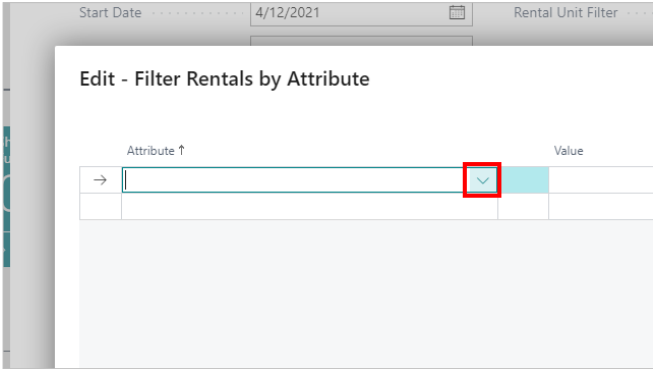 Start Date 4/12/2021 Rental Unit Filter
Edit - Filter Rentals by Attribute
Attribute ↑ Value